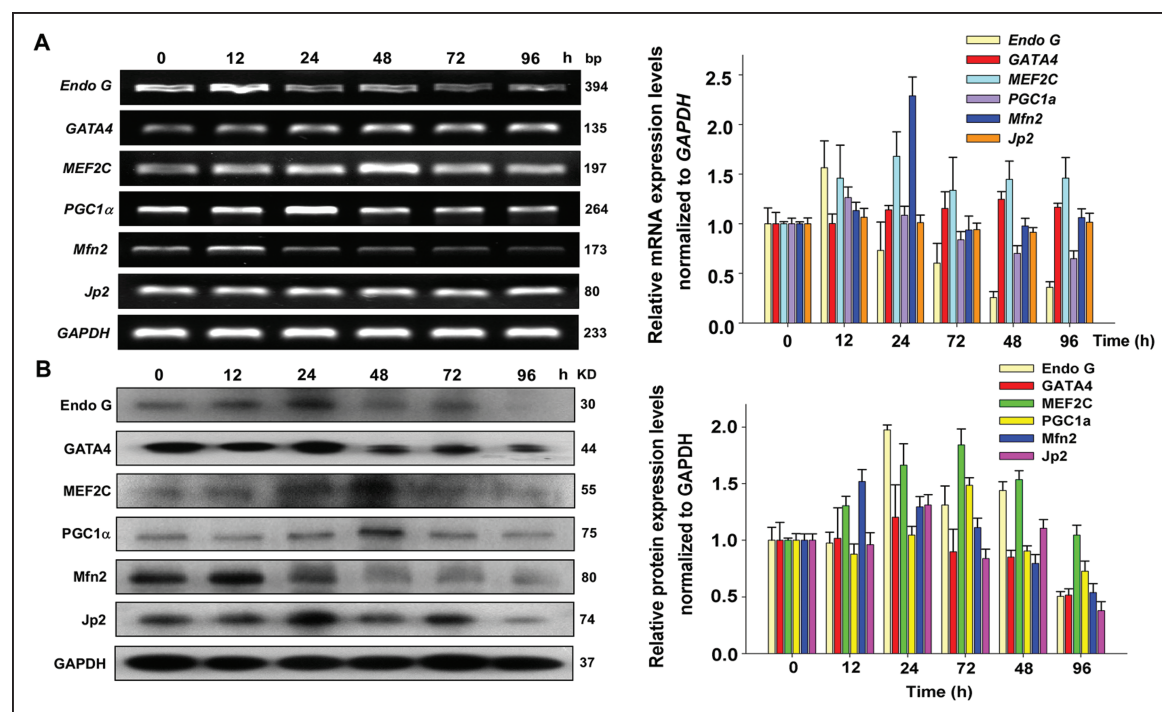 A
0 12 24 48 72 96 h bp
Endo G 394
GATA4 135
MEF2C 197
PGC1α 264
Mfn2 173
Jp2 80
GAPDH 233
Relative mRNA expression levels
normalized to GAPDH
2.5
2.0
1.5
1.0
0.5
0.0
Endo G
GATA4
MEF2C
PGC1a
Mfn2
Jp2
0 12 24 72 48 96 Time (h)
B
0 12 24 48 72 96 h KD
Endo G 30
GATA4 44
MEF2C 55
PGC1α 75
Mfn2 80
Jp2 74
GAPDH 37
Relative protein expression levels
normalized to GAPDH
2.0
1.5
1.0
0.5
0.0
Endo G
GATA4
MEF2C
PGC1a
Mfn2
Jp2
0 12 24 72 48 96
Time (h)